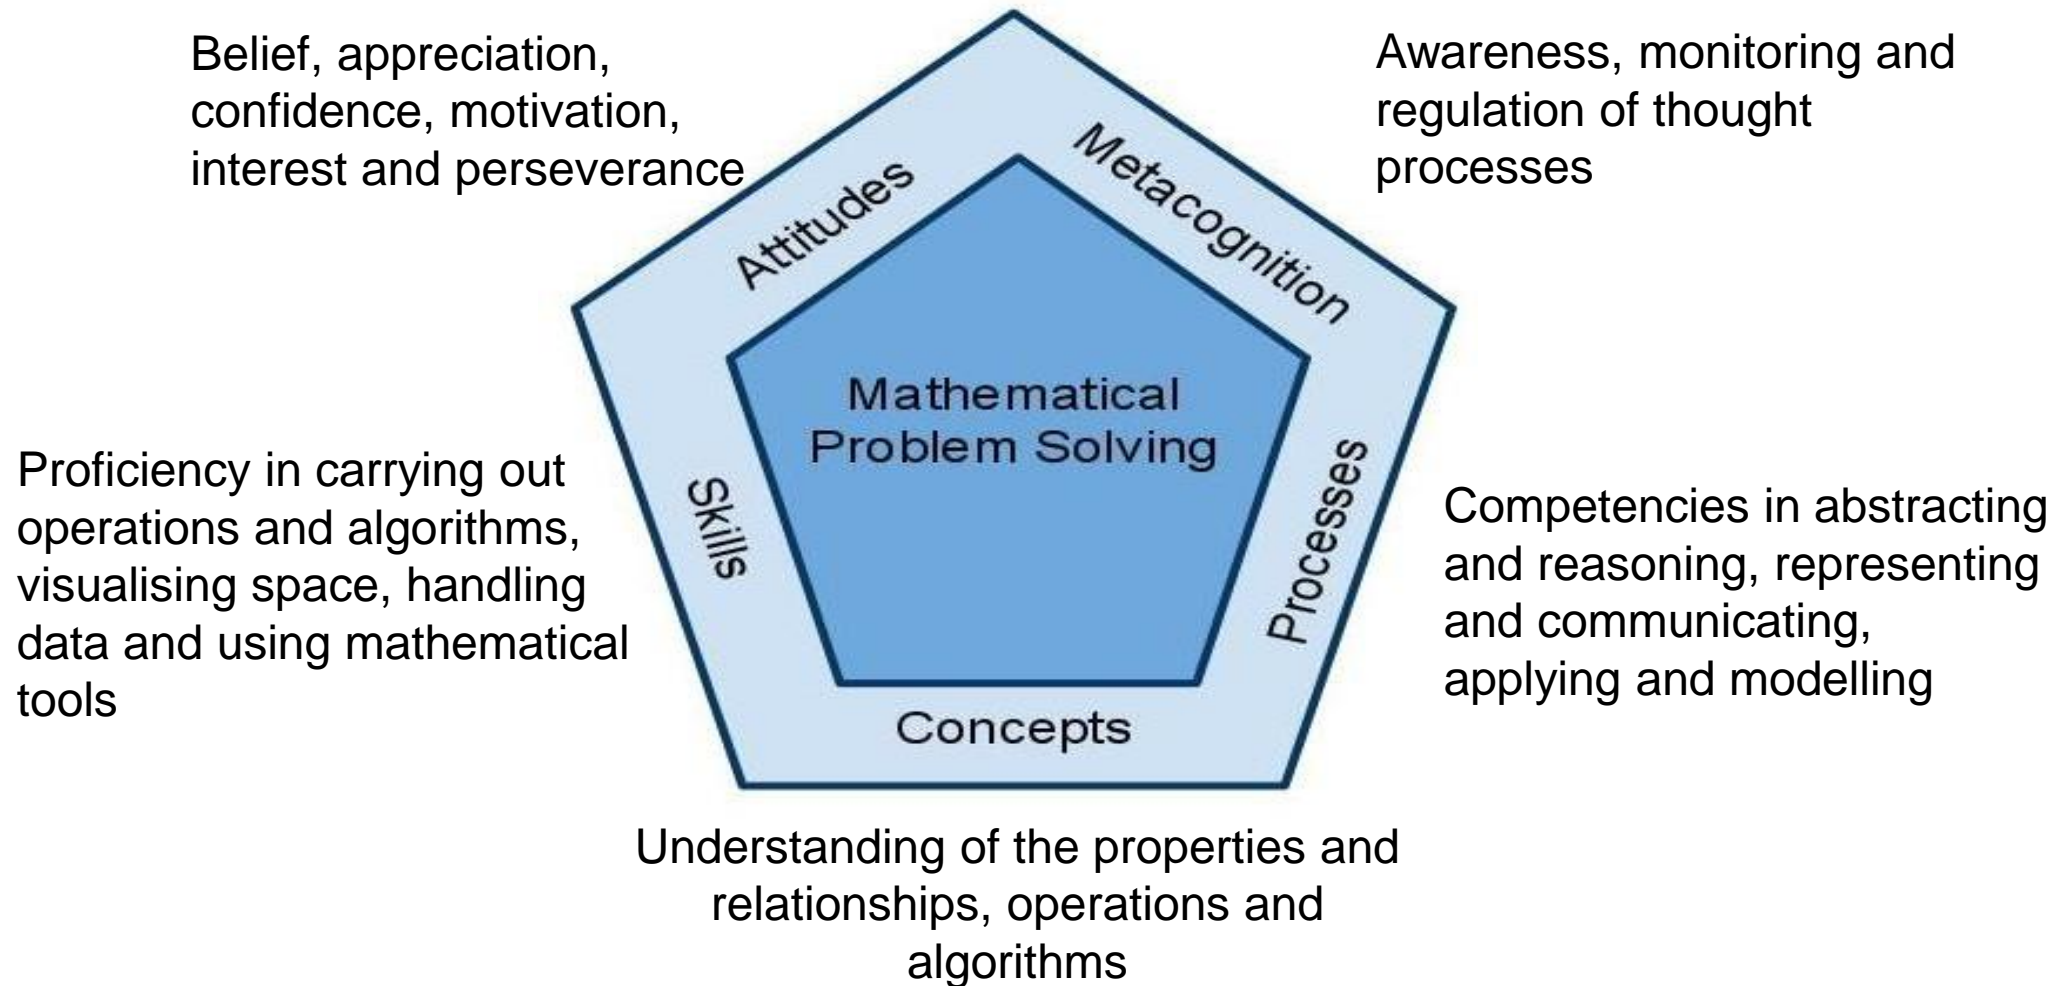 Belief, appreciation,
confidence, motivation,
interest and perseverance
Awareness, monitoring and
regulation of thought
processes
Attitudes
Metacognition
Mathematical
Problem Solving
Skills
Processes
Concepts
Proficiency in carrying out
operations and algorithms,
visualising space, handling
data and using mathematical
tools
Competencies in abstracting
and reasoning, representing
and communicating,
applying and modelling
Understanding of the properties and
relationships, operations and
algorithms